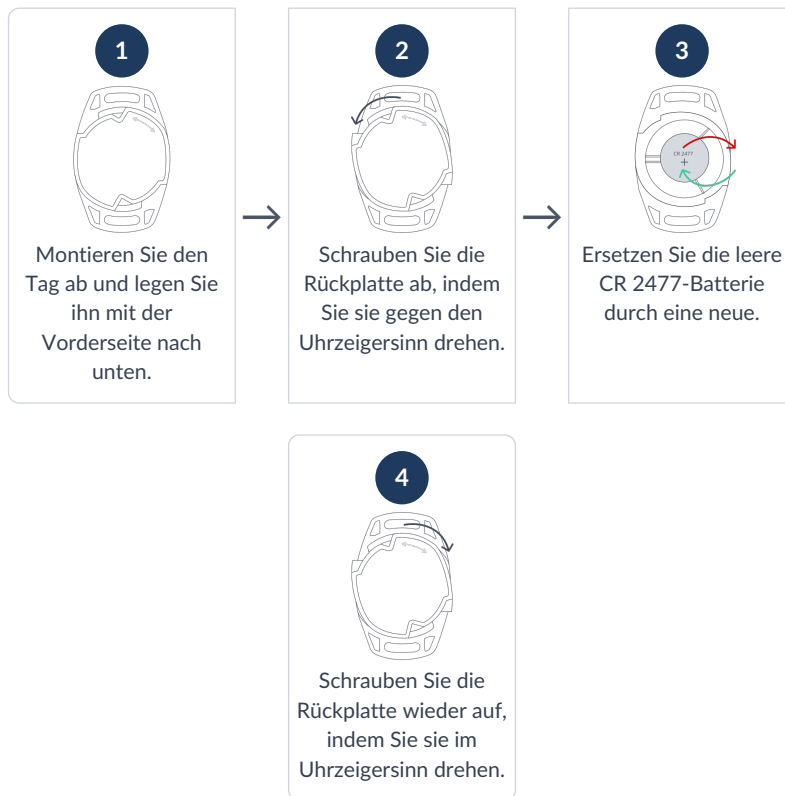 1
Montieren Sie den
Tag ab und legen Sie
ihn mit der
Vorderseite nach
unten.
2
Schrauben Sie die
Rückplatte ab, indem
Sie sie gegen den
Uhrzeigersinn drehen.
3
CR 2477
+
Ersetzen Sie die leere
CR 2477-Batterie
durch eine neue.
4
Schrauben Sie die
Rückplatte wieder auf,
indem Sie sie im
Uhrzeigersinn drehen.